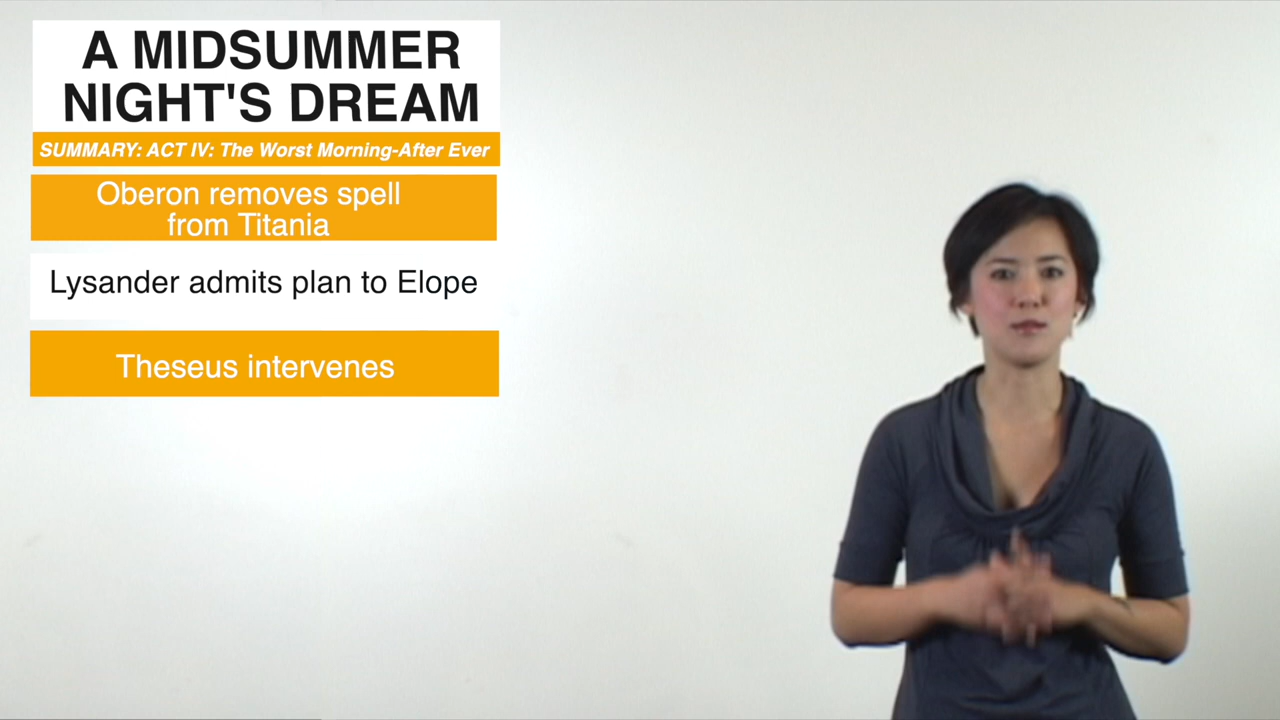 A MIDSUMMER
NIGHT'S DREAM
SUMMARY: ACT IV: The Worst Morning-After Ever
Oberon removes spell
from Titania
Lysander admits plan to Elope
Theseus intervenes